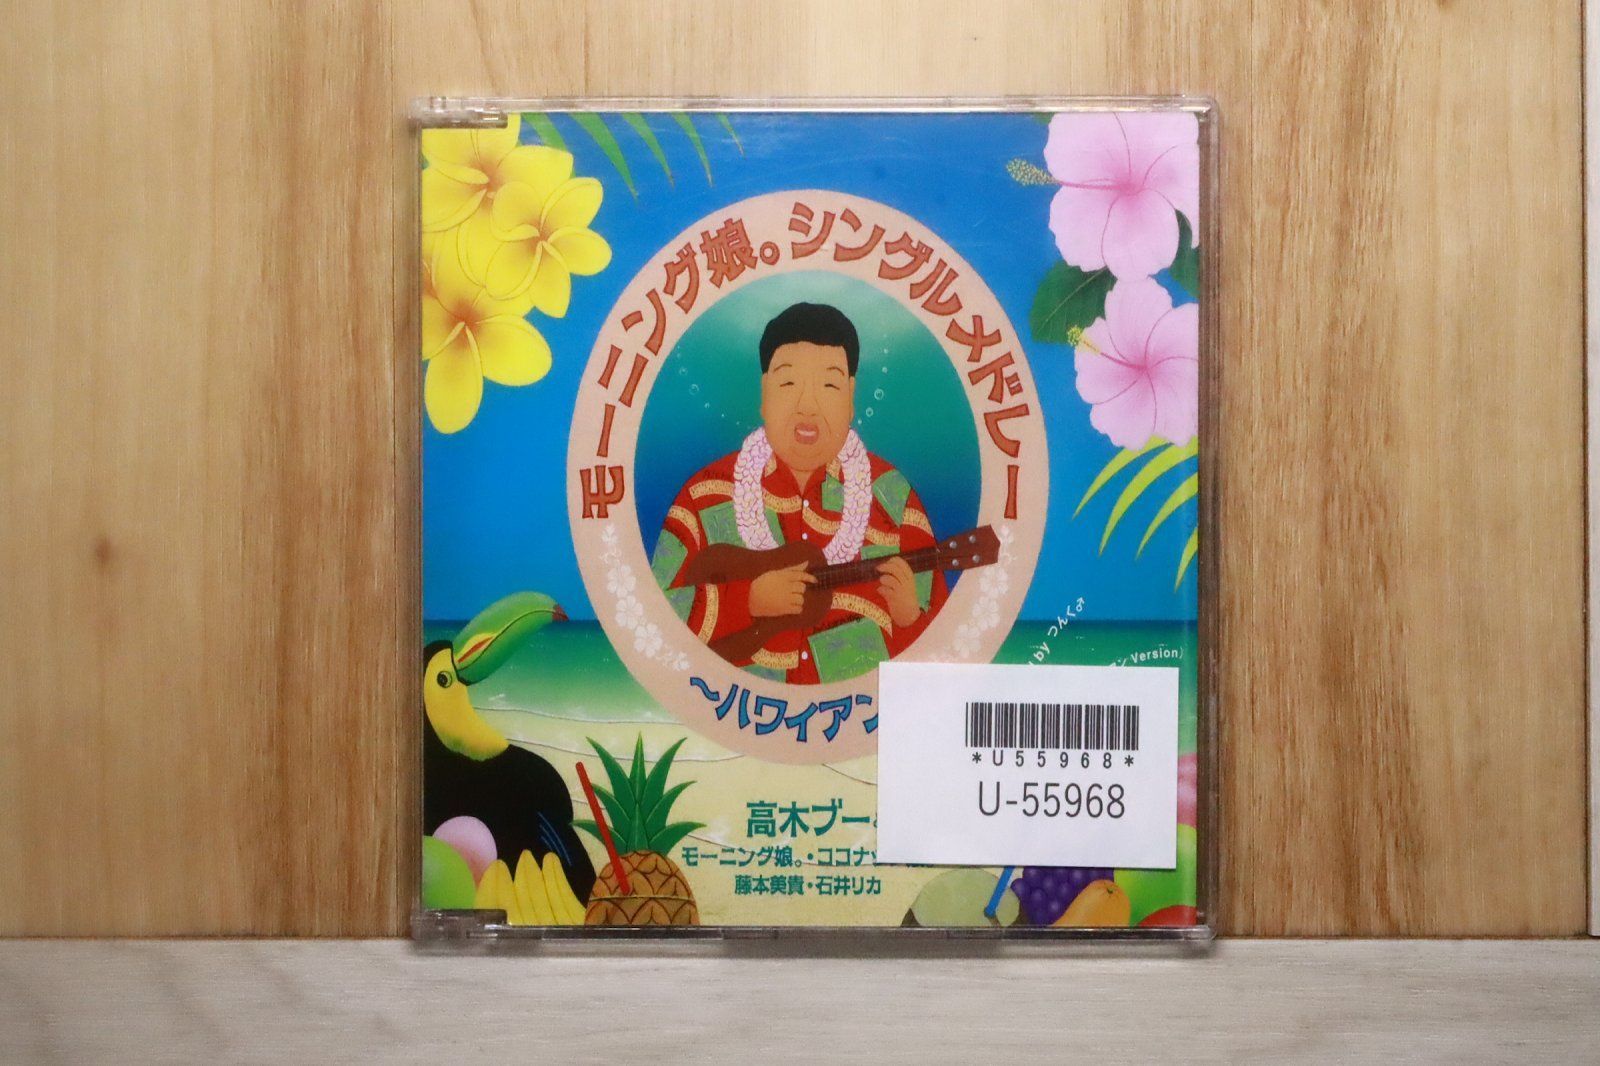 モーニング娘。シングルメドレー
～ハワイアン
by つんく♂
Version)
高木ブー
モーニング娘。・ココナッ
藤本美貴・石井リカ
*U55968*
U-55968